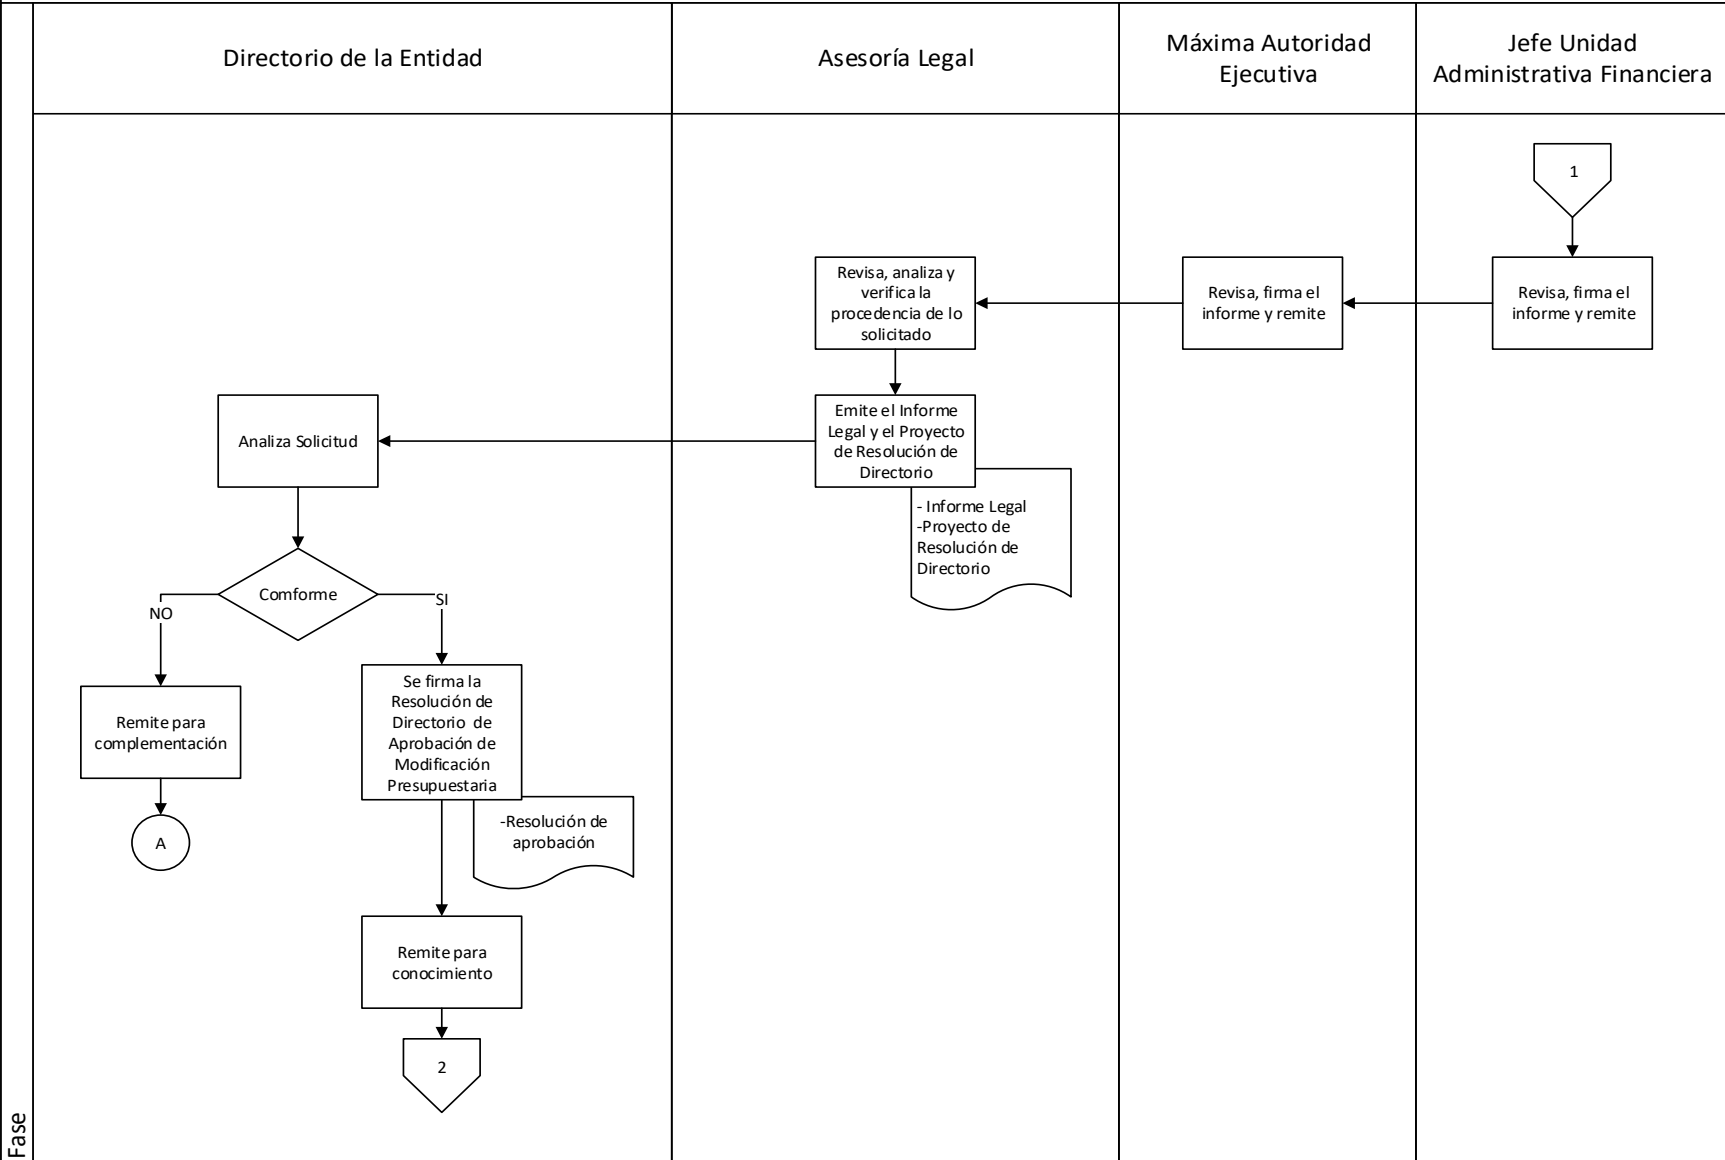 Directorio de la Entidad
Asesoría Legal
Máxima Autoridad
Ejecutiva
Jefe Unidad
Administrativa Financiera
1
Revisa, firma el
informe y remite
Revisa, firma el
informe y remite
Revisa, analiza y
verifica la
procedencia de lo
solicitado
Emite el Informe
Legal y el Proyecto
de Resolución de
Directorio
- Informe Legal
-Proyecto de
Resolución de
Directorio
Analiza Solicitud
Comforme
NO
SI
Remite para
complementación
A
Se firma la
Resolución de
Directorio de
Aprobación de
Modificación
Presupuestaria
-Resolución de
aprobación
Remite para
conocimiento
2
Fase